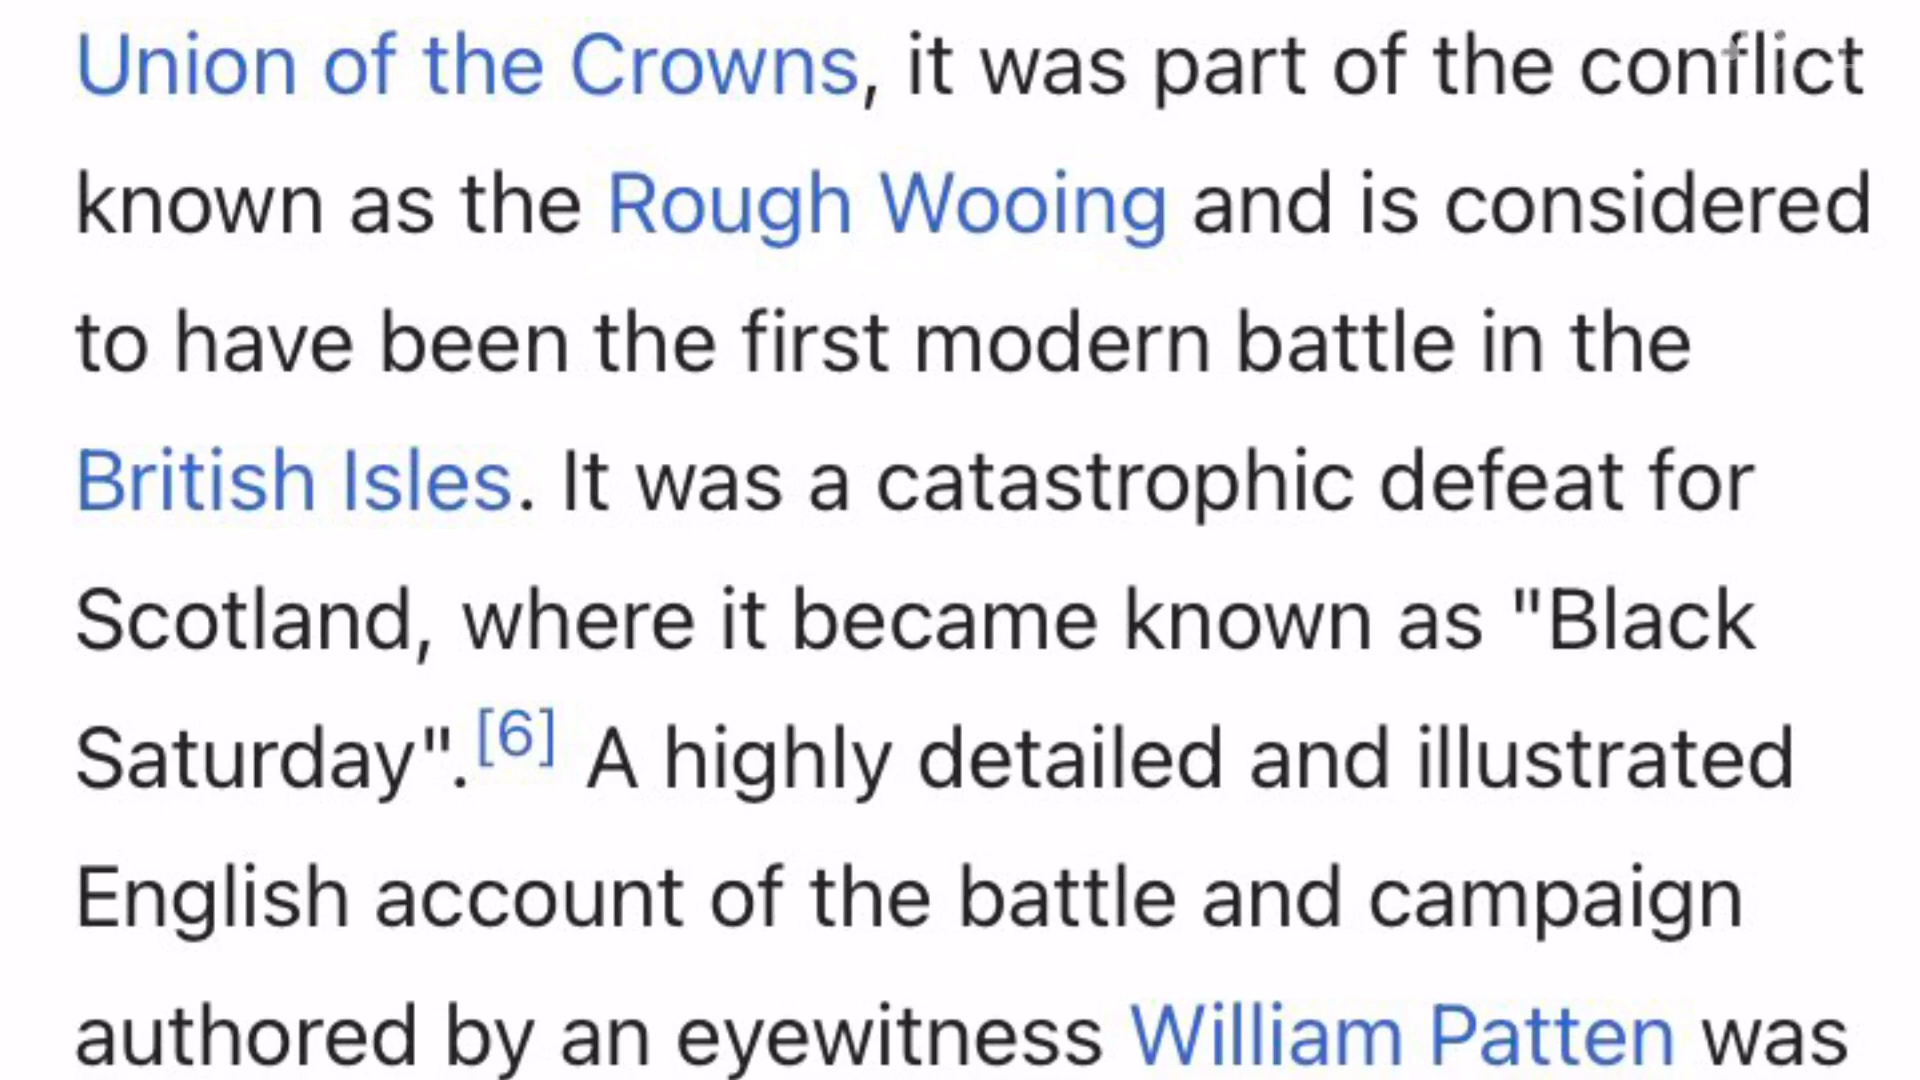 Union of the Crowns, it was part of the conflict
known as the Rough Wooing and is considered
to have been the first modern battle in the
British Isles. It was a catastrophic defeat for
Scotland, where it became known as "Black
Saturday".[6] A highly detailed and illustrated
English account of the battle and campaign
authored by an eyewitness William Patten was